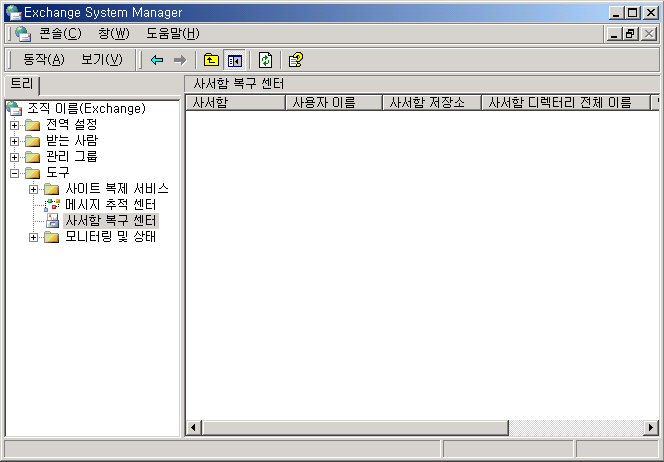 Exchange System Manager
콘솔(C) 창(W) 도움말(H)
동작(A) 보기(V)
트리
사서함 복구 센터
조직 이름(Exchange)
전역 설정
받는 사람
관리 그룹
도구
사이트 복제 서비스
메시지 추적 센터
사서함 복구 센터
모니터링 및 상태
사서함 사용자 이름 사서함 저장소 사서함 디렉터리 전체 이름